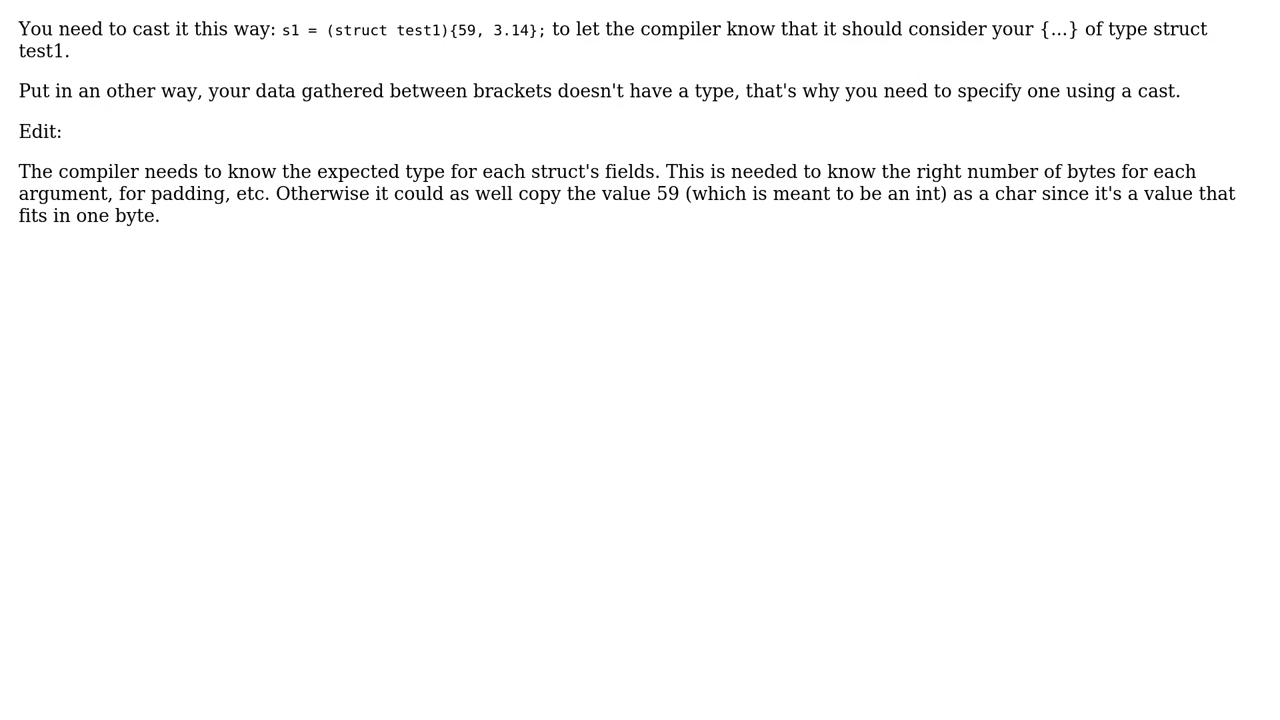 You need to cast it this way: s1 = (struct test1){59, 3.14}; to let the compiler know that it should consider your {...} of type struct
test1.
Put in an other way, your data gathered between brackets doesn't have a type, that's why you need to specify one using a cast.
Edit:
The compiler needs to know the expected type for each struct's fields. This is needed to know the right number of bytes for each
argument, for padding, etc. Otherwise it could as well copy the value 59 (which is meant to be an int) as a char since it's a value that
fits in one byte.